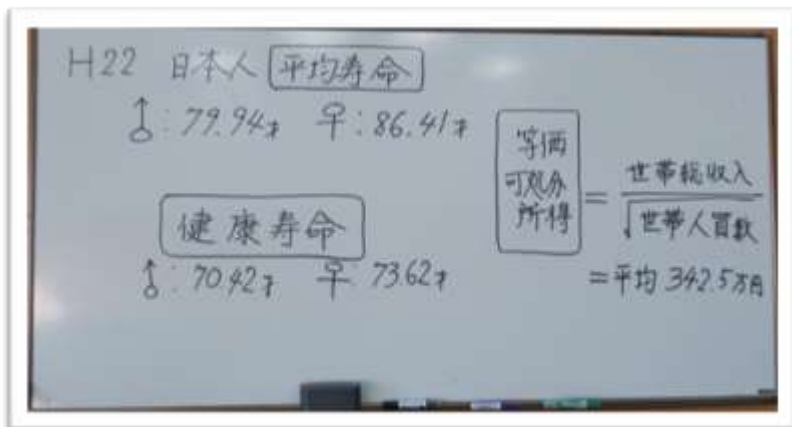 H22 日本人 平均寿命
♂: 79.94才 ♀: 86.41才
健康寿命
♂: 70.42才 ♀: 73.62才
等価
可処分
所得
= 世帯総収入
√世帯人員数
= 平均 342.5万円